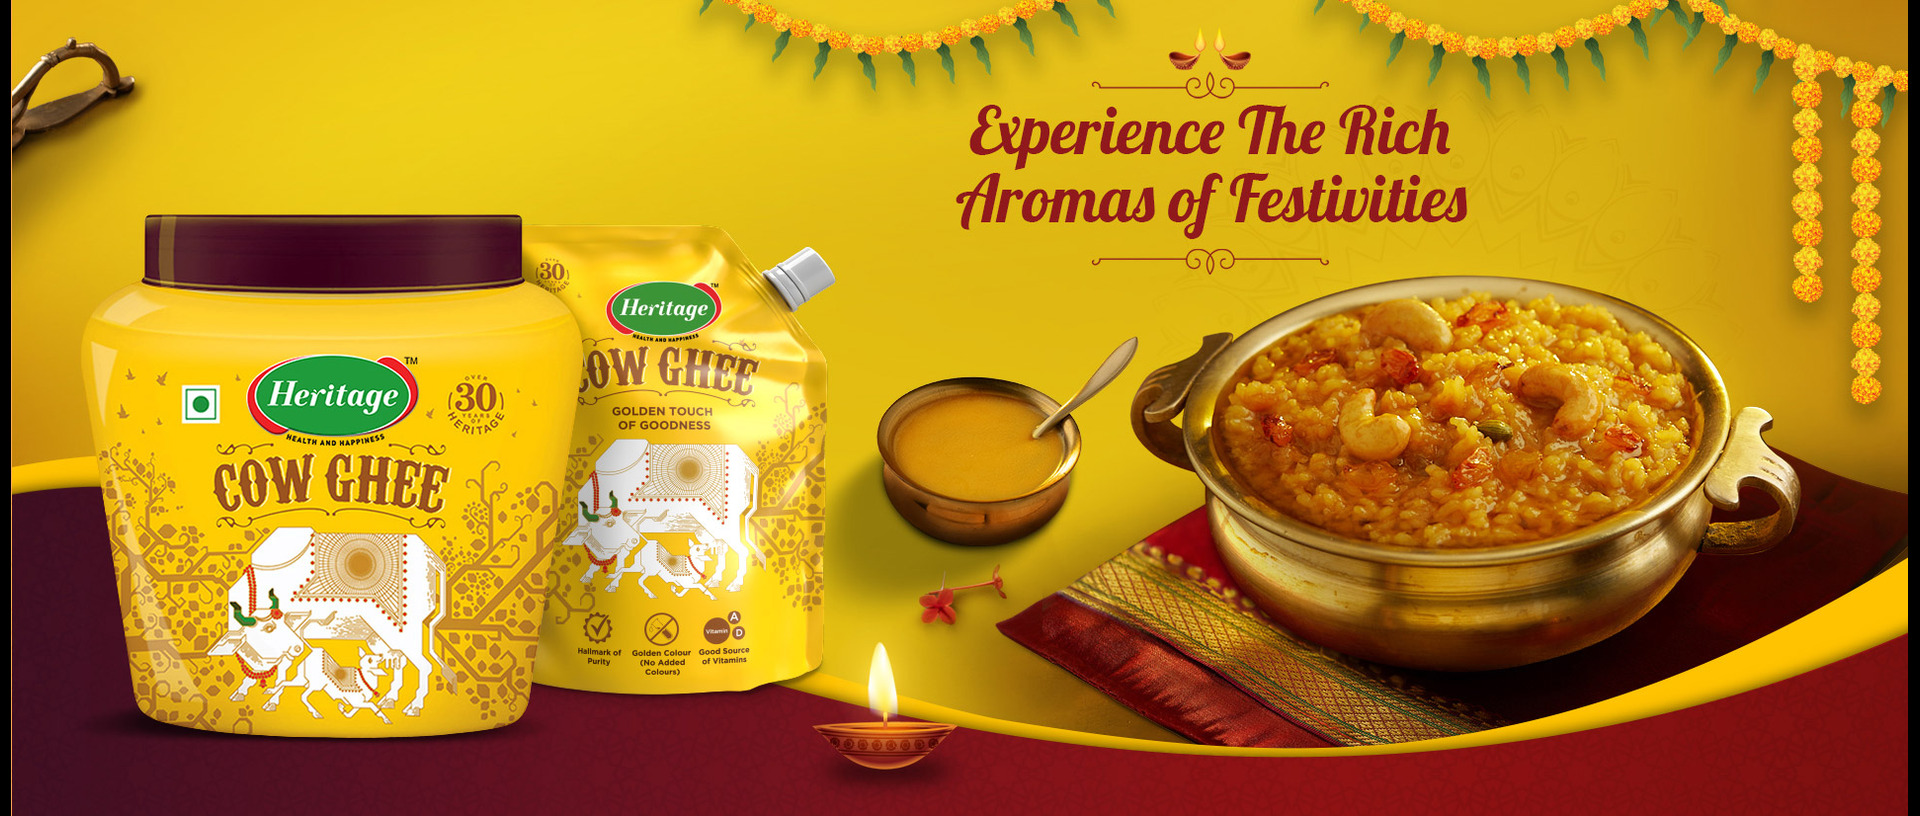 Experience The Rich
Aromas of Festivities
Heritage
TM
HEALTH AND HAPPINESS
OVER
30
YEARS
OF
HERITAGE
COW GHEE
30
HERITAGE
Heritage
TM
HEALTH AND HAPPINESS
COW GHEE
GOLDEN TOUCH
OF GOODNESS
Hallmark of
Purity
Golden Colour
(No Added
Colours)
Vitamin
A
D
Good Source
of Vitamins